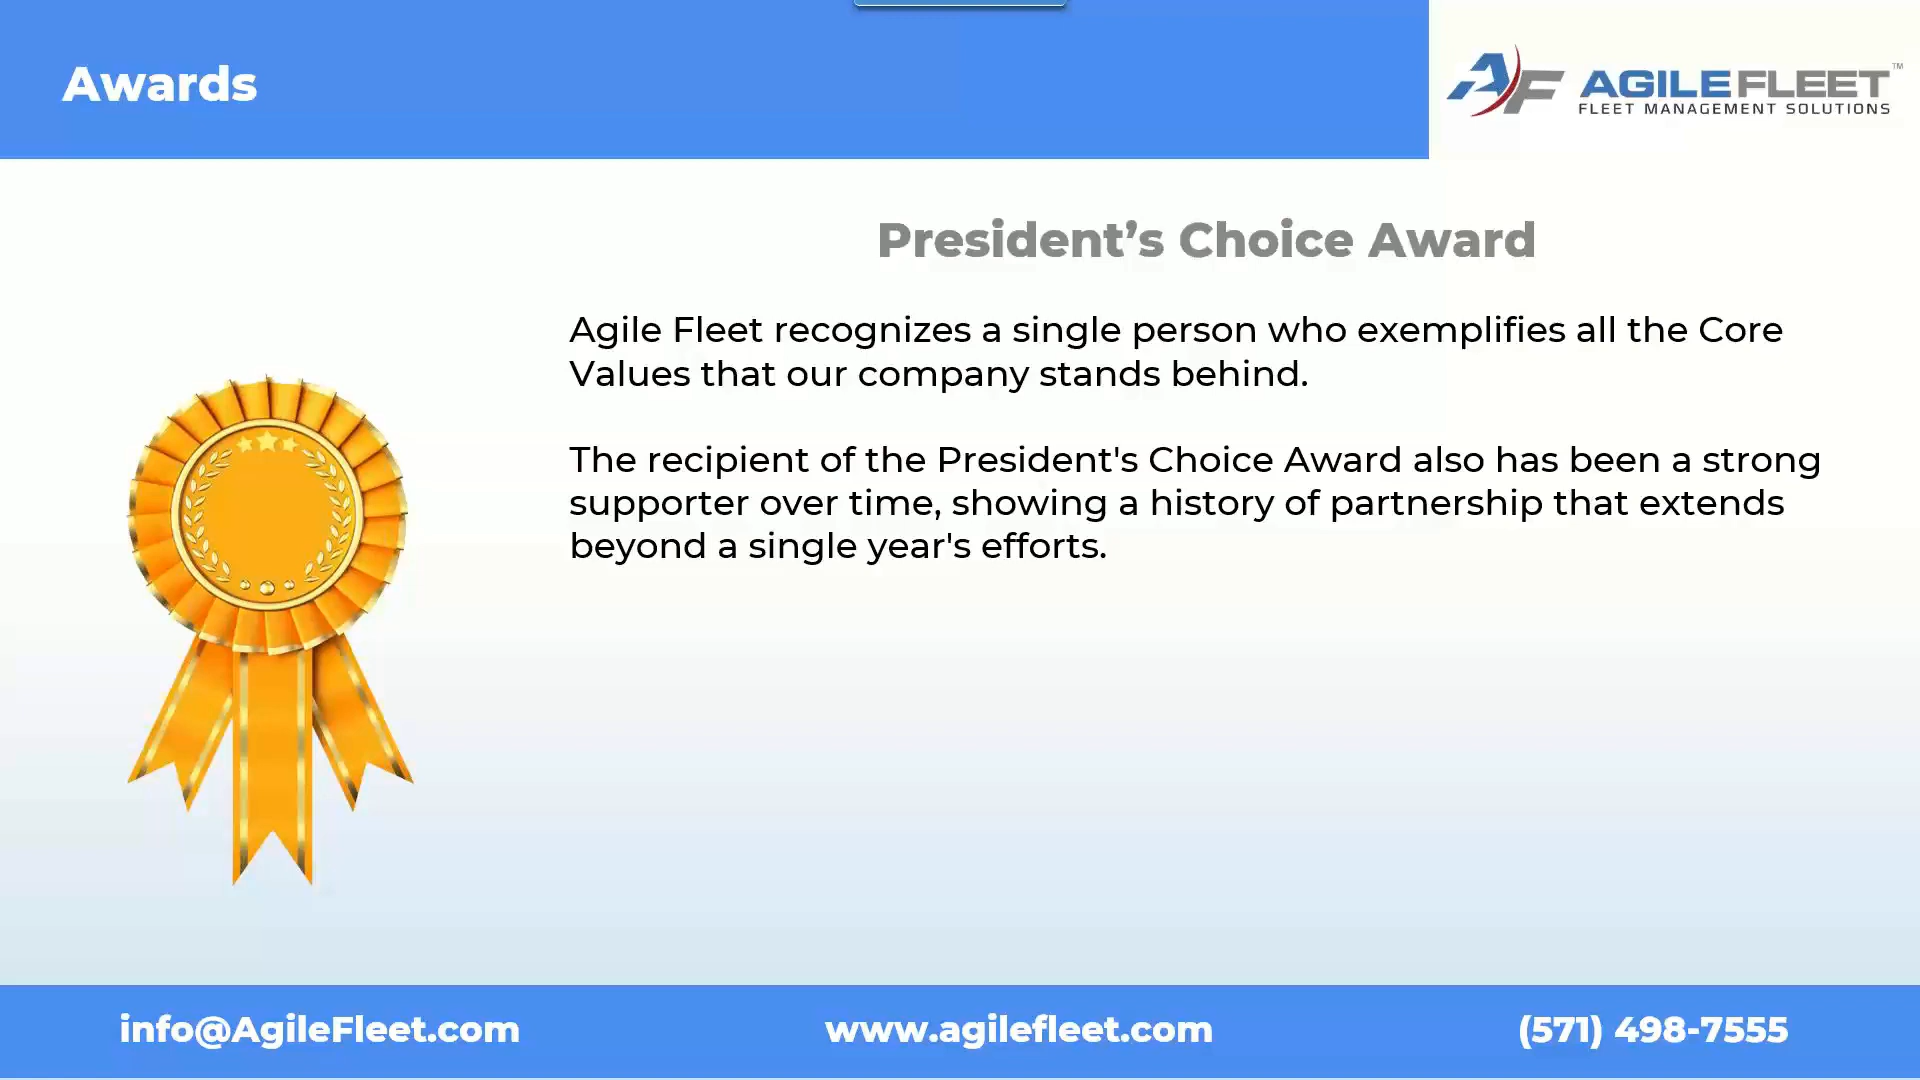 Awards
AGILEFLEET™
FLEET MANAGEMENT SOLUTIONS
President’s Choice Award
Agile Fleet recognizes a single person who exemplifies all the Core
Values that our company stands behind.
The recipient of the President's Choice Award also has been a strong
supporter over time, showing a history of partnership that extends
beyond a single year's efforts.
info@AgileFleet.com
www.agilefleet.com
(571) 498-7555